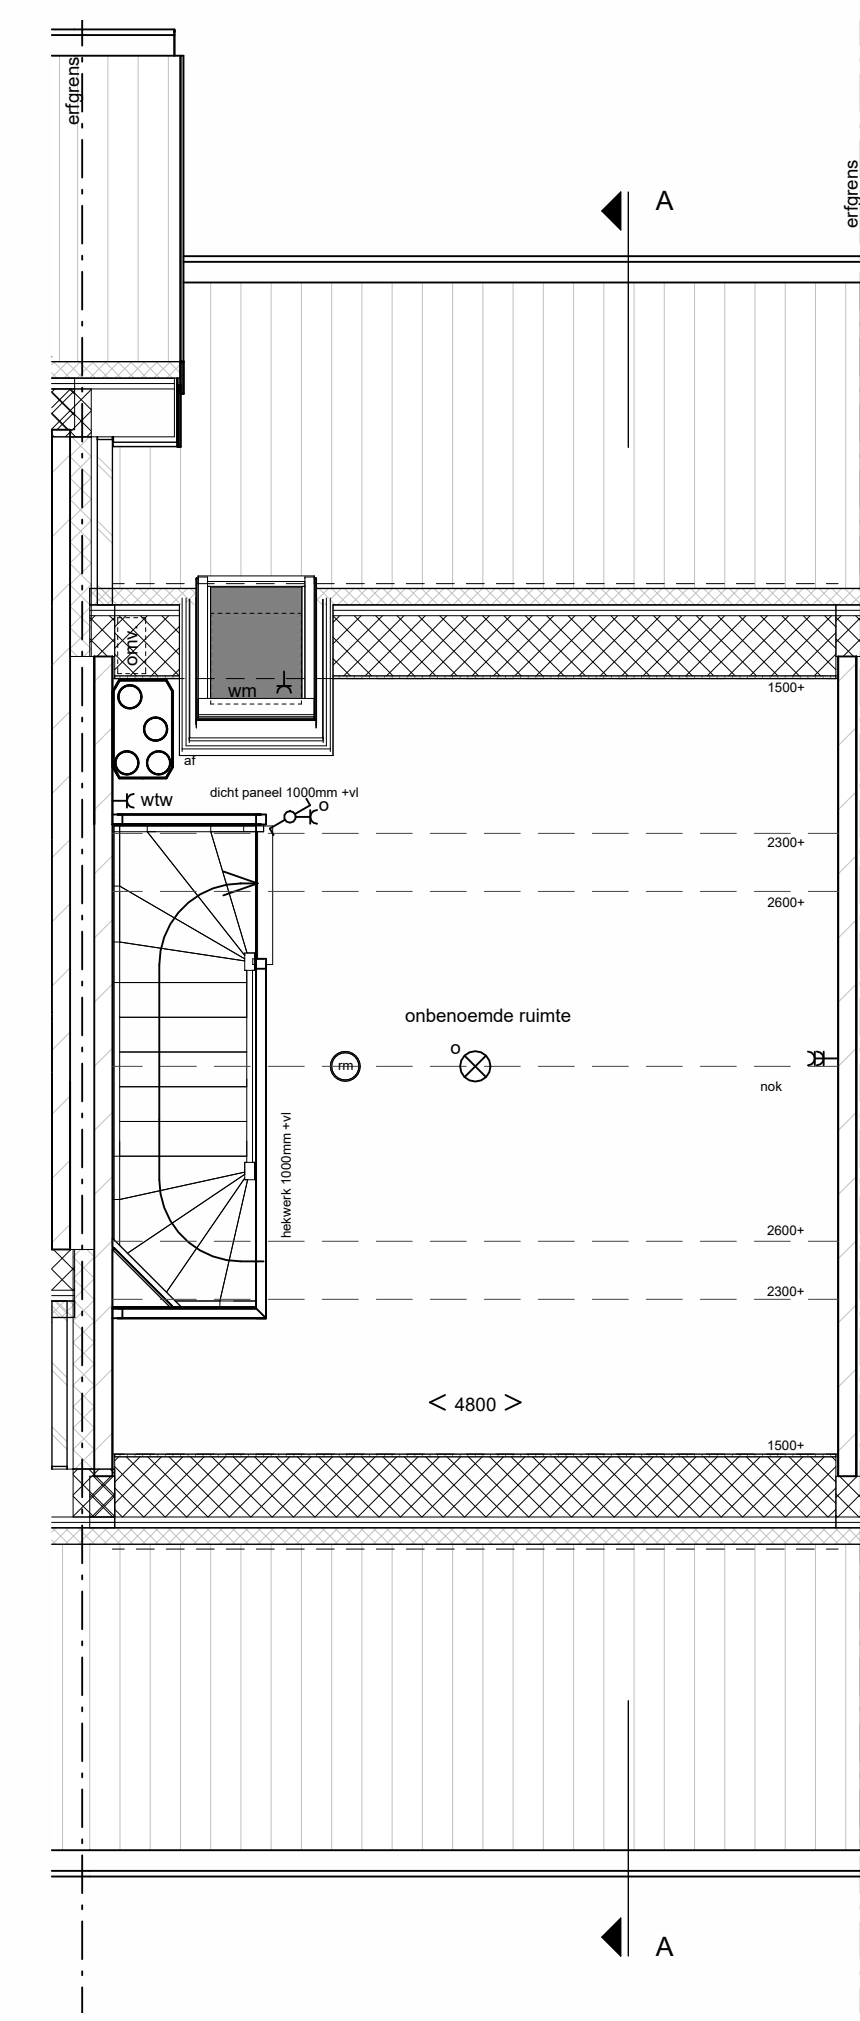 erfgrens
erfgrens
A
omv.
wm
1500+
af
wtw
dicht paneel 1000mm +vl
o
2300+
2600+
onbenoemde ruimte
o
rm
nok
hekwerk 1000mm +vl
2600+
2300+
< 4800 >
1500+
A